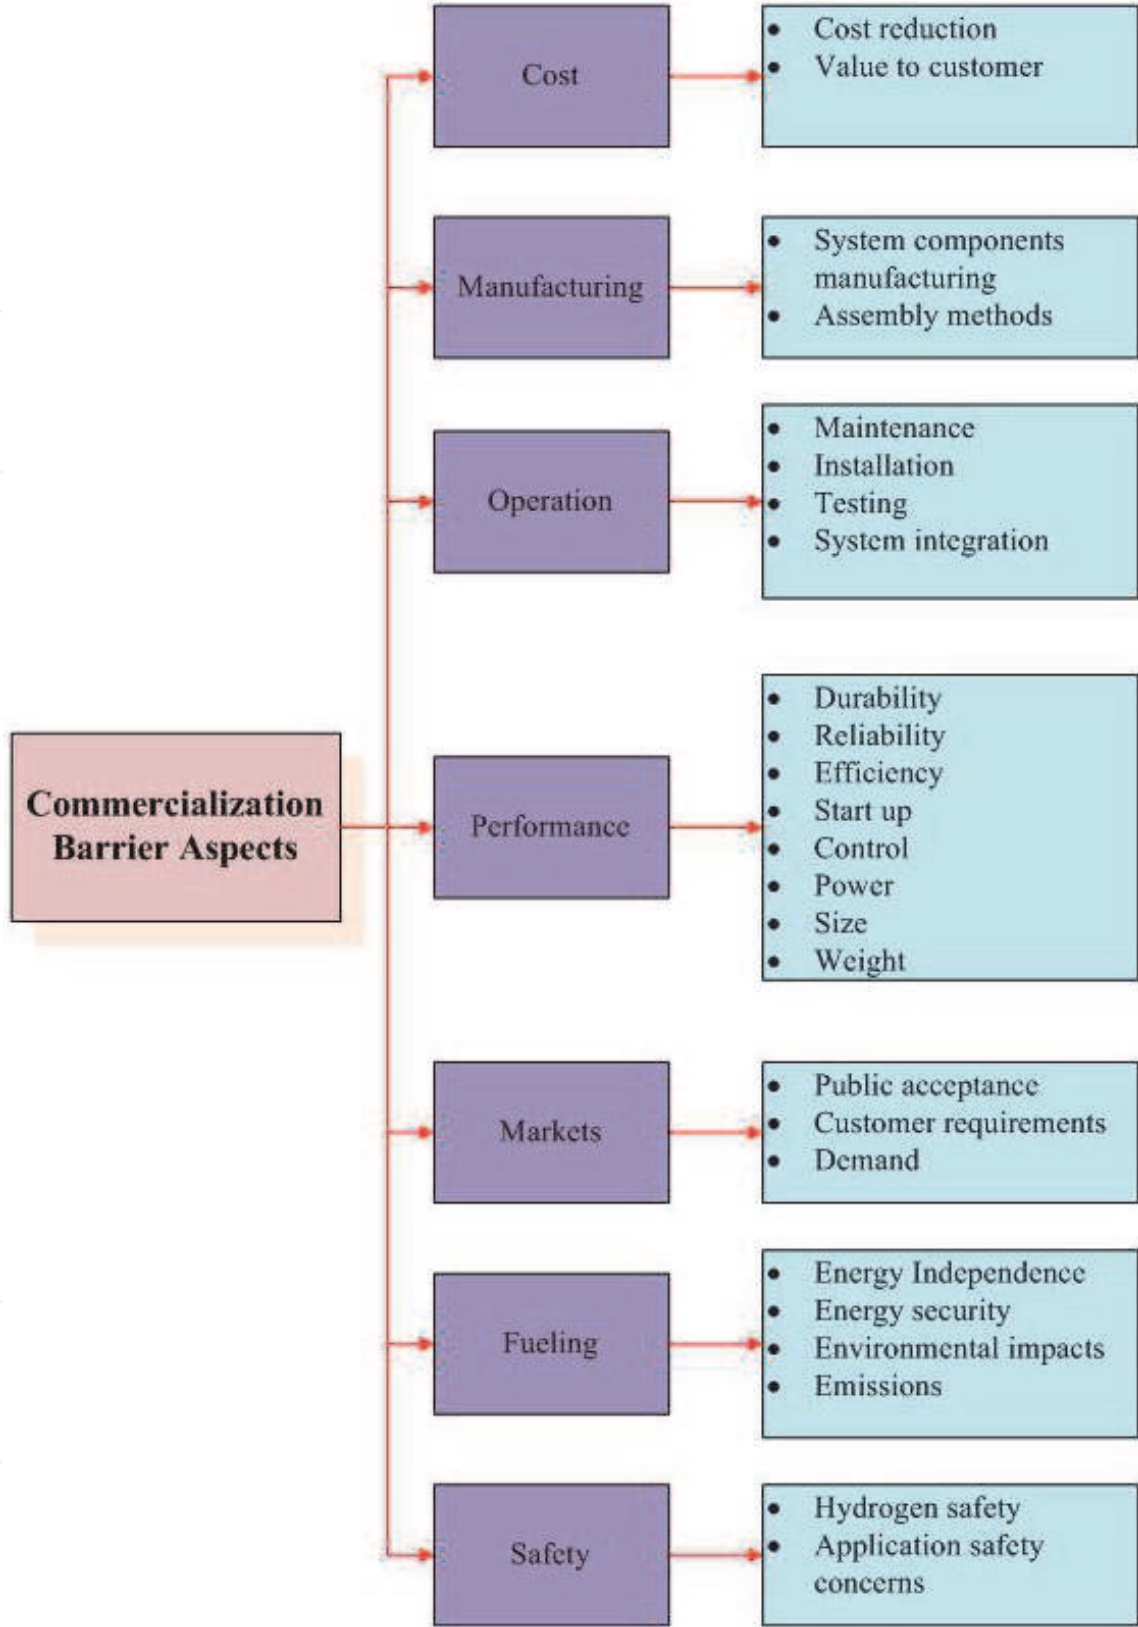 Cost
• Cost reduction
• Value to customer
Manufacturing
• System components
manufacturing
• Assembly methods
Operation
• Maintenance
• Installation
• Testing
• System integration
Commercialization
Barrier Aspects
Performance
• Durability
• Reliability
• Efficiency
• Start up
• Control
• Power
• Size
• Weight
Markets
• Public acceptance
• Customer requirements
• Demand
Fueling
• Energy Independence
• Energy security
• Environmental impacts
• Emissions
Safety
• Hydrogen safety
• Application safety
concerns